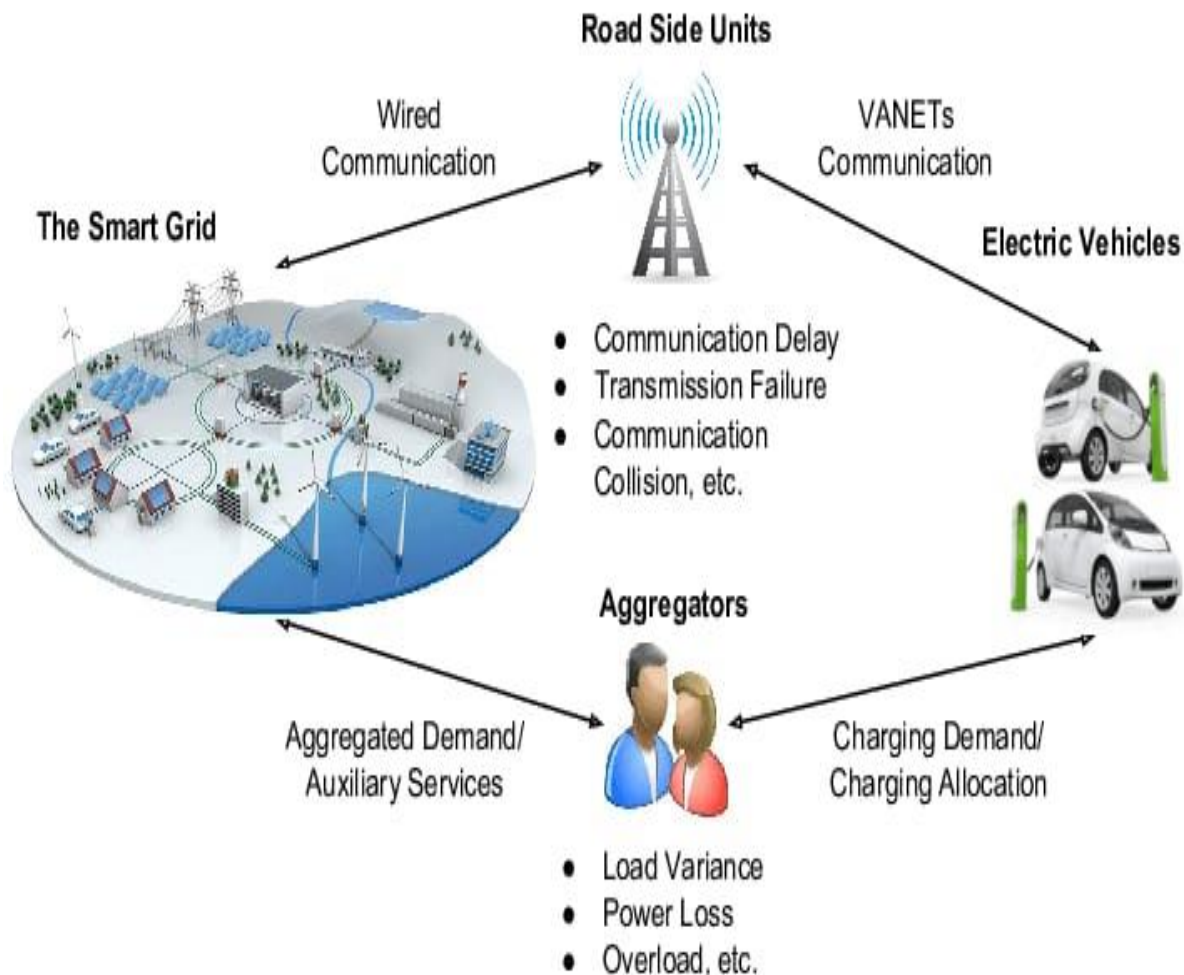 Road Side Units
Wired
Communication
VANETs
Communication
The Smart Grid
Electric Vehicles
● Communication Delay
● Transmission Failure
● Communication
Collision, etc.
Aggregators
Aggregated Demand/
Auxiliary Services
Charging Demand/
Charging Allocation
● Load Variance
● Power Loss
● Overload, etc.